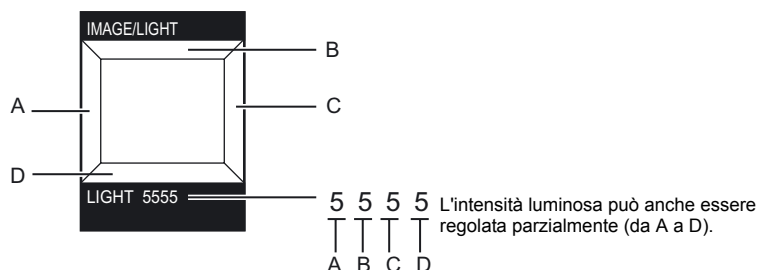 IMAGE/LIGHT
B
A
C
D
LIGHT 5555
5 5 5 5
L'intensità luminosa può anche essere
regolata parzialmente (da A a D).
A B C D